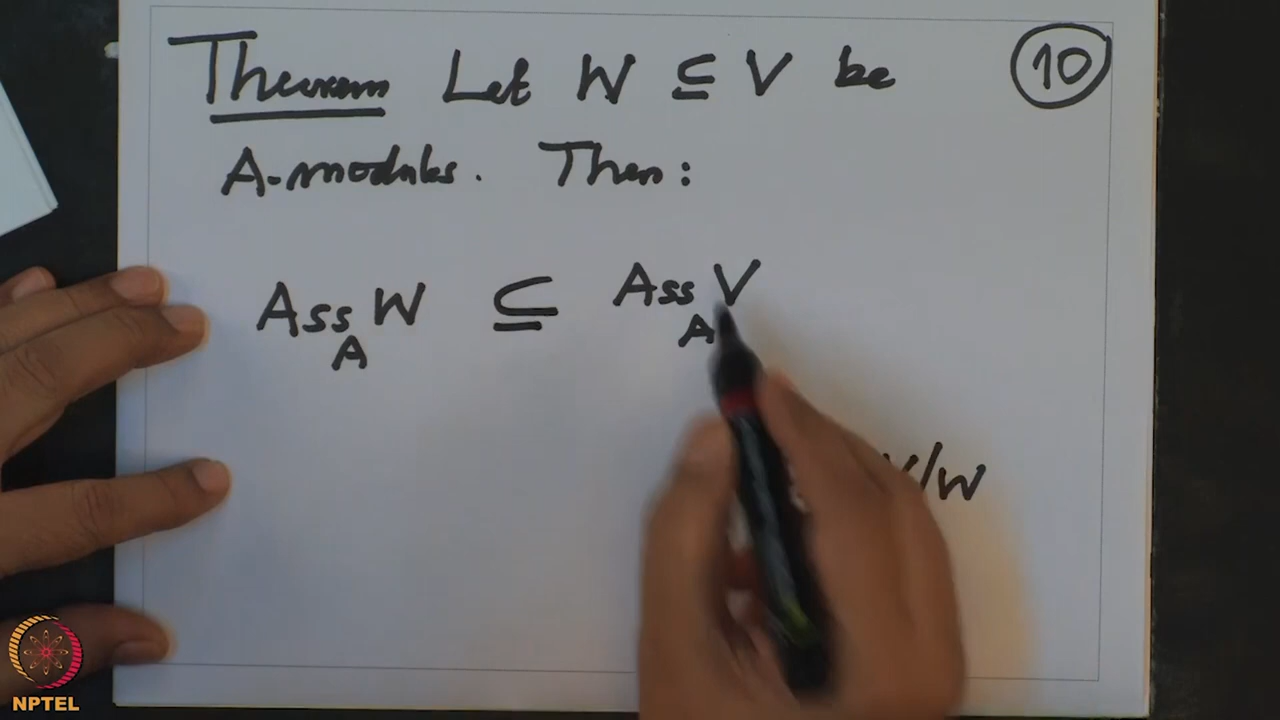 Theorem Let W ⊆ V be
10
A-modules. Then:
Ass_A W ⊆ Ass_A V
V/W
NPTEL